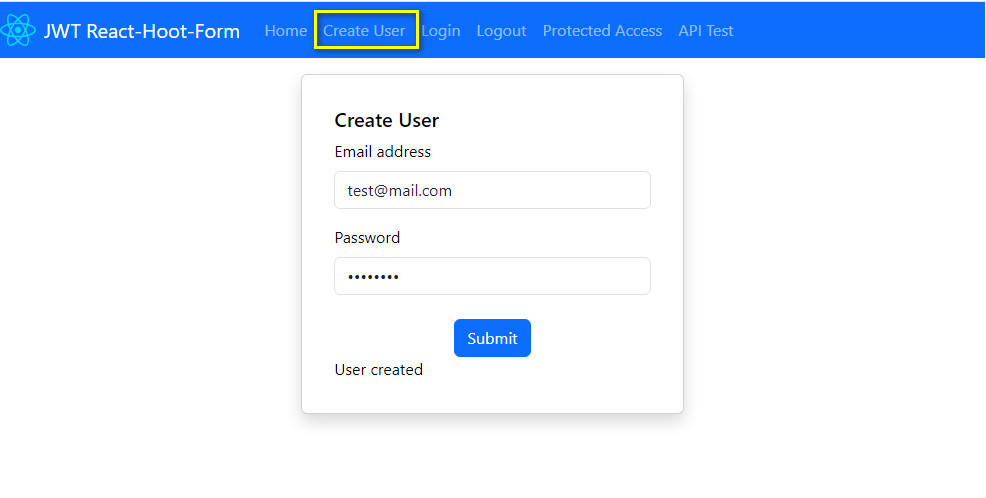 JWT React-Hoot-Form Home Create User Login Logout Protected Access API Test
Create User
Email address
test@mail.com
Password
••••••••
Submit
User created